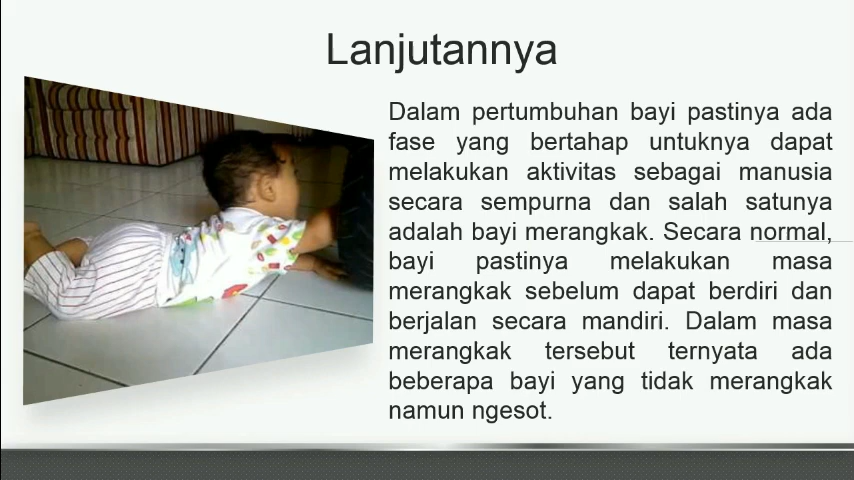 Lanjutannya
Dalam pertumbuhan bayi pastinya ada
fase yang bertahap untuknya dapat
melakukan aktivitas sebagai manusia
secara sempurna dan salah satunya
adalah bayi merangkak. Secara normal,
bayi pastinya melakukan masa
merangkak sebelum dapat berdiri dan
berjalan secara mandiri. Dalam masa
merangkak tersebut ternyata ada
beberapa bayi yang tidak merangkak
namun ngesot.